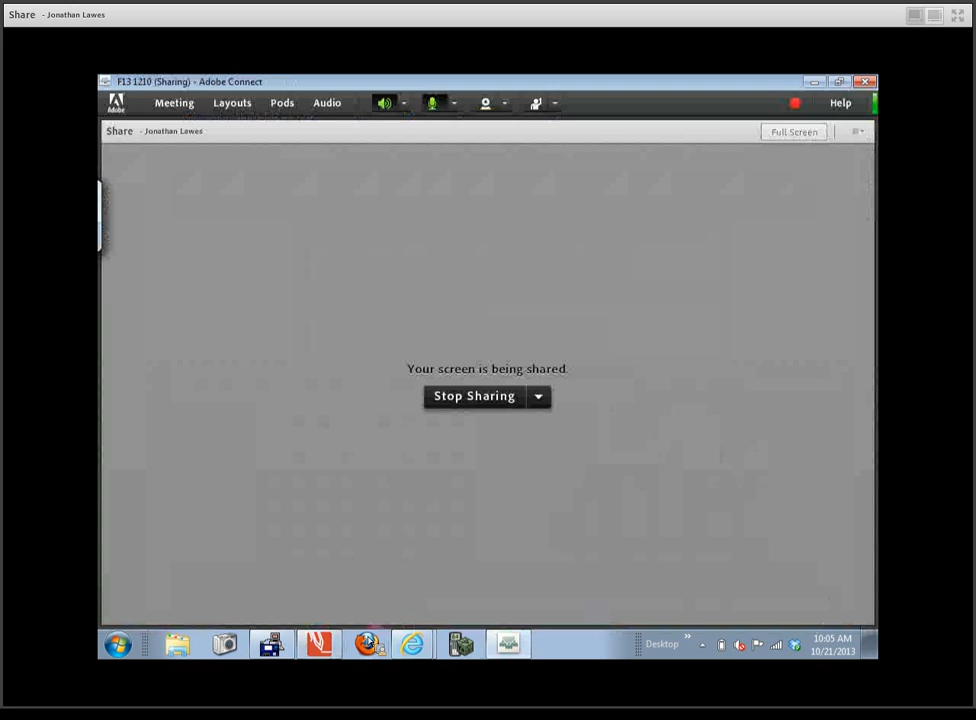 Share - Jonathan Lawes
F13 1210 (Sharing) - Adobe Connect
Adobe Meeting Layouts Pods Audio Help
Share - Jonathan Lawes Full Screen
Your screen is being shared.
Stop Sharing
Desktop » 10:05 AM
10/21/2013